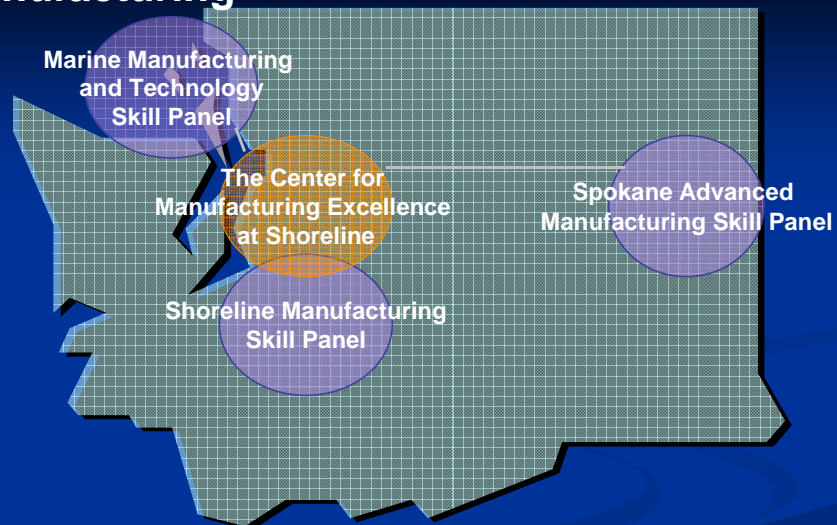 Marine Manufacturing
and Technology
Skill Panel
The Center for
Manufacturing Excellence
at Shoreline
Spokane Advanced
Manufacturing Skill Panel
Shoreline Manufacturing
Skill Panel